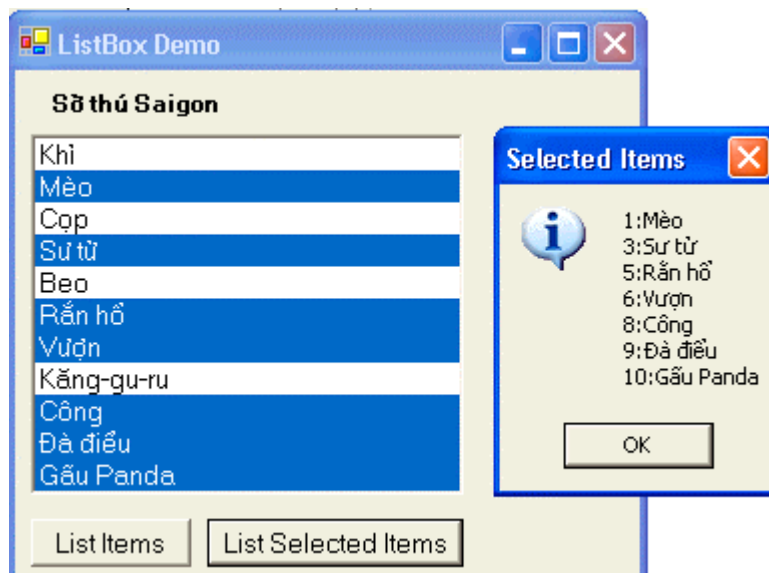 ListBox Demo
Sở thú Saigon
Khỉ
Mèo
Cọp
Sư tử
Beo
Rắn hổ
Vượn
Kăng-gu-ru
Công
Đà điểu
Gấu Panda
List Items
List Selected Items
Selected Items
1:Mèo
3:Sư tử
5:Rắn hổ
6:Vượn
8:Công
9:Đà điểu
10:Gấu Panda
OK